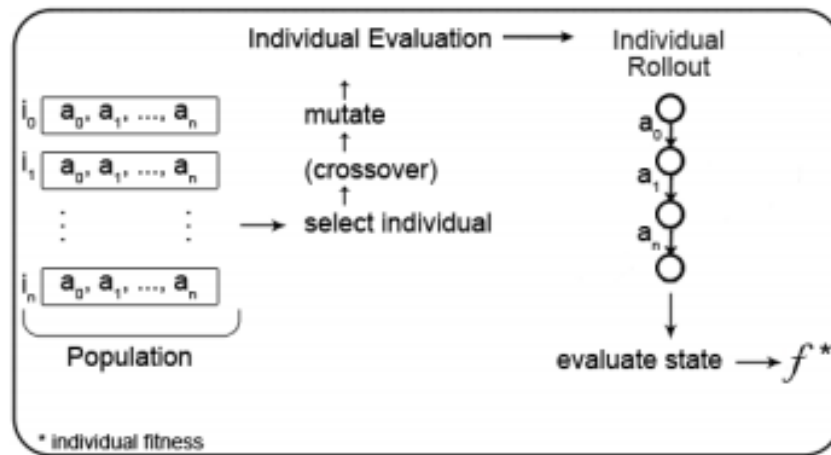 Individual Evaluation
Individual
Rollout
i₀ a₀, a₁, ..., aₙ
mutate
a₀
i₁ a₀, a₁, ..., aₙ
(crossover)
a₁
select individual
aₙ
iₙ a₀, a₁, ..., aₙ
Population
evaluate state
f*
* individual fitness